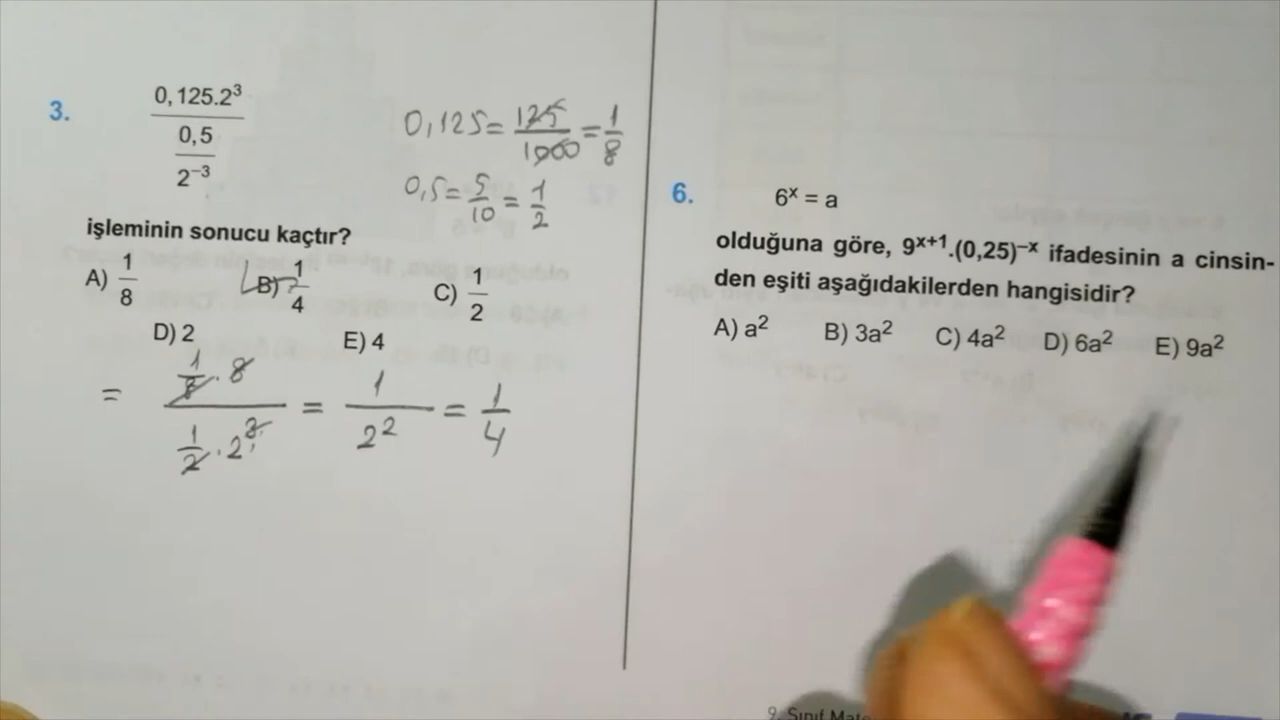 3.
0,125.2³
0,5
2⁻³
işleminin sonucu kaçtır?
A) 1/8 B) 1/4 C) 1/2
D) 2 E) 4
0,125 = 125/1000 = 1/8
0,5 = 5/10 = 1/2
= 1/8 . 8 / 1/2 . 2³ = 1 / 2² = 1/4
6. 6ˣ = a
olduğuna göre, 9ˣ⁺¹.(0,25)⁻ˣ ifadesinin a cinsin-
den eşiti aşağıdakilerden hangisidir?
A) a² B) 3a² C) 4a² D) 6a² E) 9a²
9. Sınıf